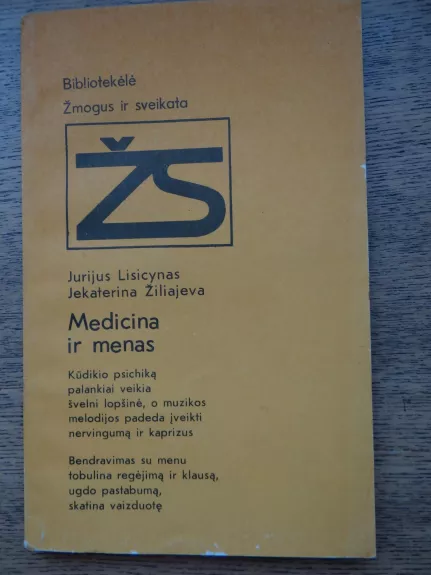 Bibliotekėlė
Žmogus ir sveikata
ŽS
Jurijus Lisicynas
Jekaterina Žiliajeva
Medicina
ir menas
Kūdikio psichiką
palankiai veikia
švelni lopšinė, o muzikos
melodijos padeda įveikti
nervingumą ir kaprizus
Bendravimas su menu
tobulina regėjimą ir klausą,
ugdo pastabumą,
skatina vaizduotę